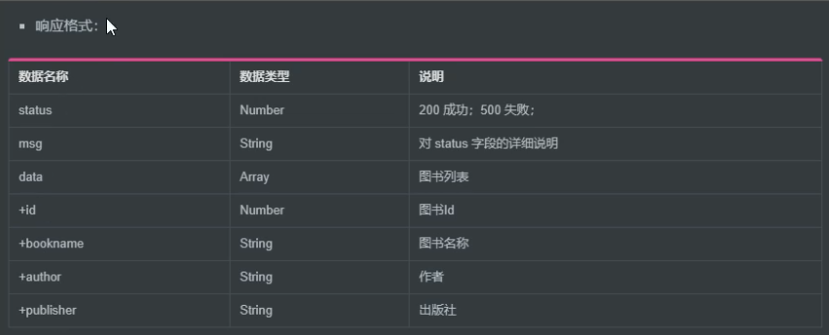 响应格式：
数据名称 数据类型 说明
status Number 200 成功；500 失败；
msg String 对 status 字段的详细说明
data Array 图书列表
+id Number 图书Id
+bookname String 图书名称
+author String 作者
+publisher String 出版社